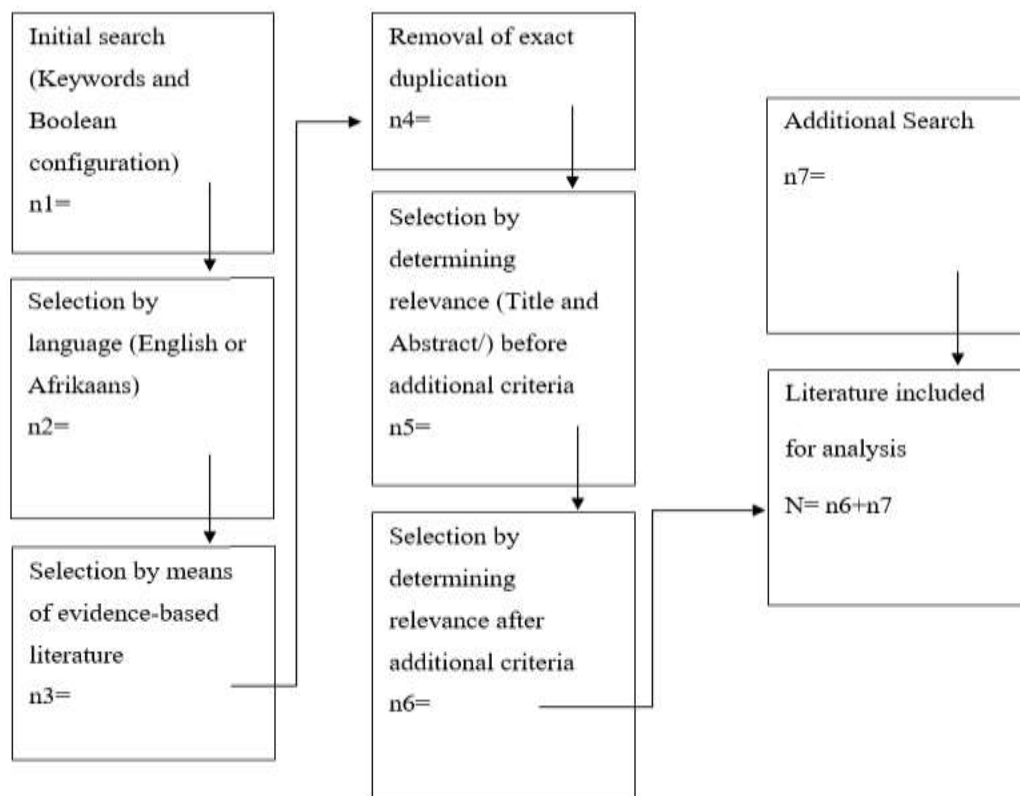 Initial search
(Keywords and
Boolean
configuration)
n1=
Selection by
language (English or
Afrikaans)
n2=
Selection by means
of evidence-based
literature
n3=
Removal of exact
duplication
n4=
Selection by
determining
relevance (Title and
Abstract/) before
additional criteria
n5=
Selection by
determining
relevance after
additional criteria
n6=
Additional Search
n7=
Literature included
for analysis
N= n6+n7